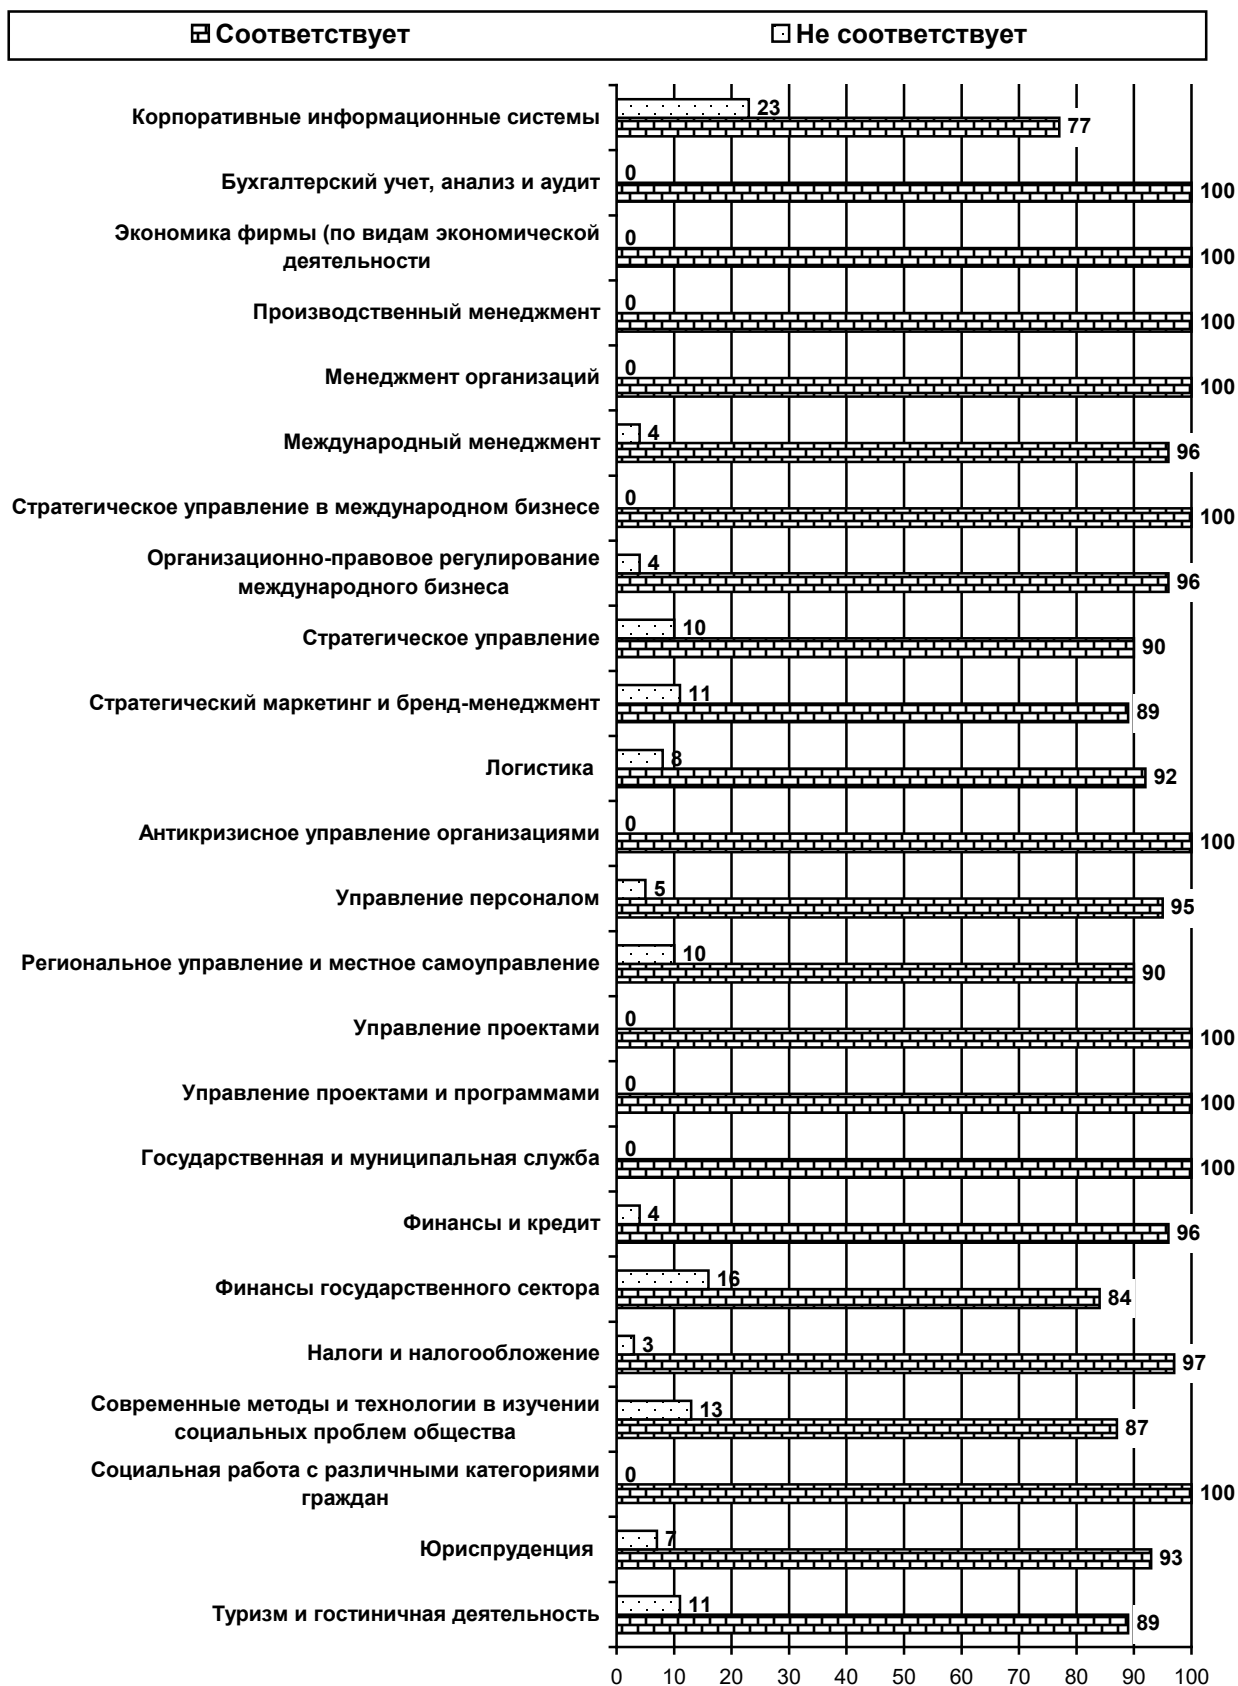 Соответствует Не соответствует
Корпоративные информационные системы 23
77
Бухгалтерский учет, анализ и аудит 0
100
Экономика фирмы (по видам экономической 0
деятельности 100
Производственный менеджмент 0
100
Менеджмент организаций 0
100
Международный менеджмент 4
96
Стратегическое управление в международном бизнесе 0
100
Организационно-правовое регулирование 4
международного бизнеса 96
Стратегическое управление 10
90
Стратегический маркетинг и бренд-менеджмент 11
89
Логистика 8
92
Антикризисное управление организациями 0
100
Управление персоналом 5
95
Региональное управление и местное самоуправление 10
90
Управление проектами 0
100
Управление проектами и программами 0
100
Государственная и муниципальная служба 0
100
Финансы и кредит 4
96
Финансы государственного сектора 16
84
Налоги и налогообложение 3
97
Современные методы и технологии в изучении 13
социальных проблем общества 87
Социальная работа с различными категориями 0
граждан 100
Юриспруденция 7
93
Туризм и гостиничная деятельность 11
89
0 10 20 30 40 50 60 70 80 90 100